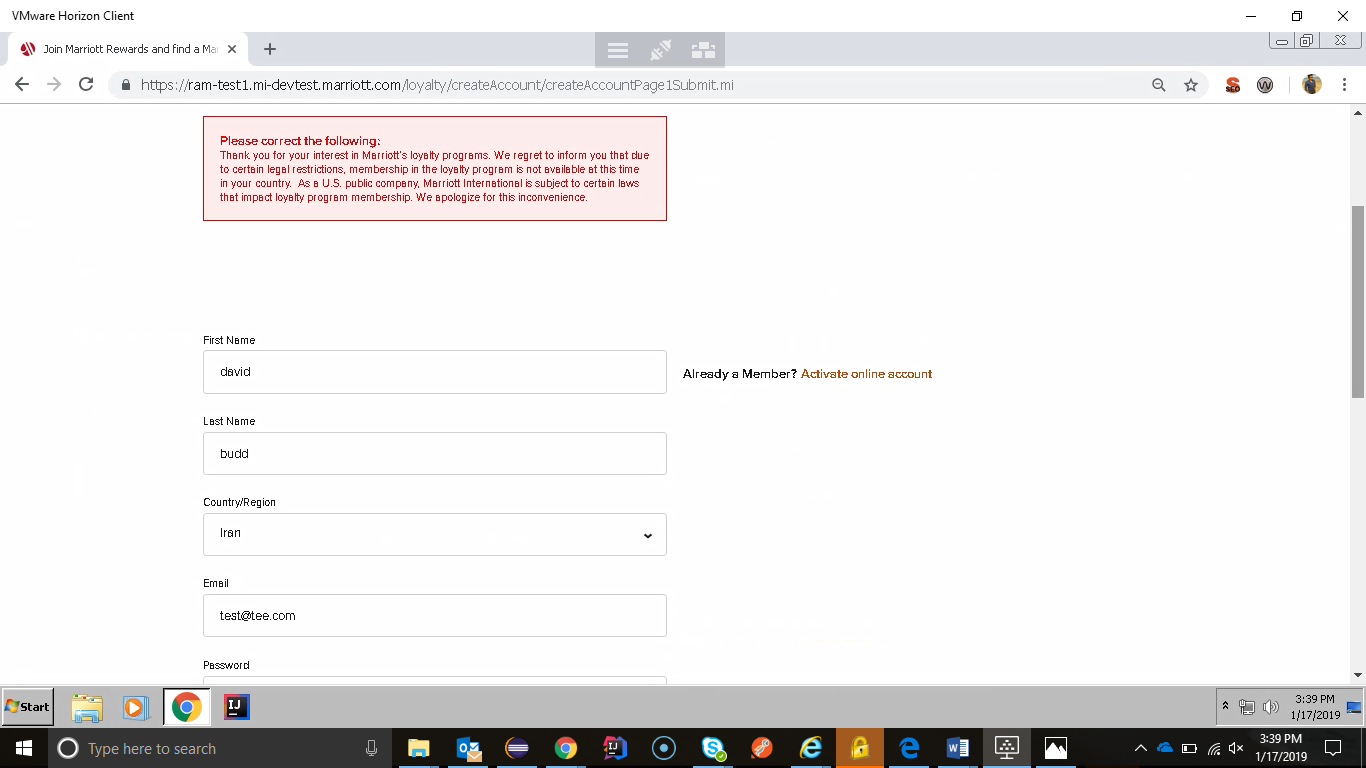 VMware Horizon Client
Join Marriott Rewards and find a Mar
https://ram-test1.mi-devtest.marriott.com/loyalty/createAccount/createAccountPage1Submit.mi
SEO
W
Please correct the following:
Thank you for your interest in Marriott's loyalty programs. We regret to inform you that due
to certain legal restrictions, membership in the loyalty program is not available at this time
in your country.  As a U.S. public company, Marriott International is subject to certain laws
that impact loyalty program membership. We apologize for this inconvenience.
First Name
david
Already a Member? Activate online account
Last Name
budd
Country/Region
Iran
Email
test@tee.com
Password
Start
IJ
3:39 PM
1/17/2019
Type here to search
IJ
3:39 PM
1/17/2019